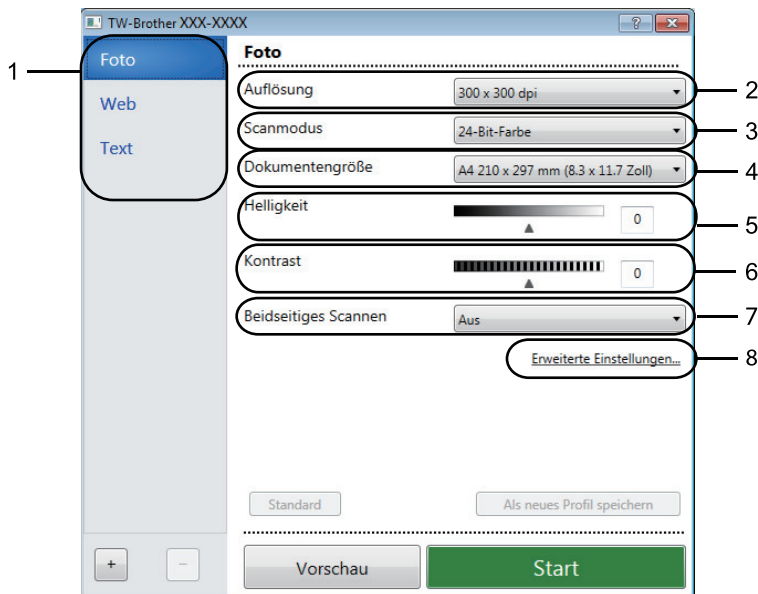 TW-Brother XXX-XXXX
?
1
Foto
Web
Text
Foto
Auflösung 300 x 300 dpi 2
Scanmodus 24-Bit-Farbe 3
Dokumentengröße A4 210 x 297 mm (8.3 x 11.7 Zoll) 4
Helligkeit 0 5
Kontrast 0 6
Beidseitiges Scannen Aus 7
Erweiterte Einstellungen... 8
Standard Als neues Profil speichern
+ − Vorschau Start